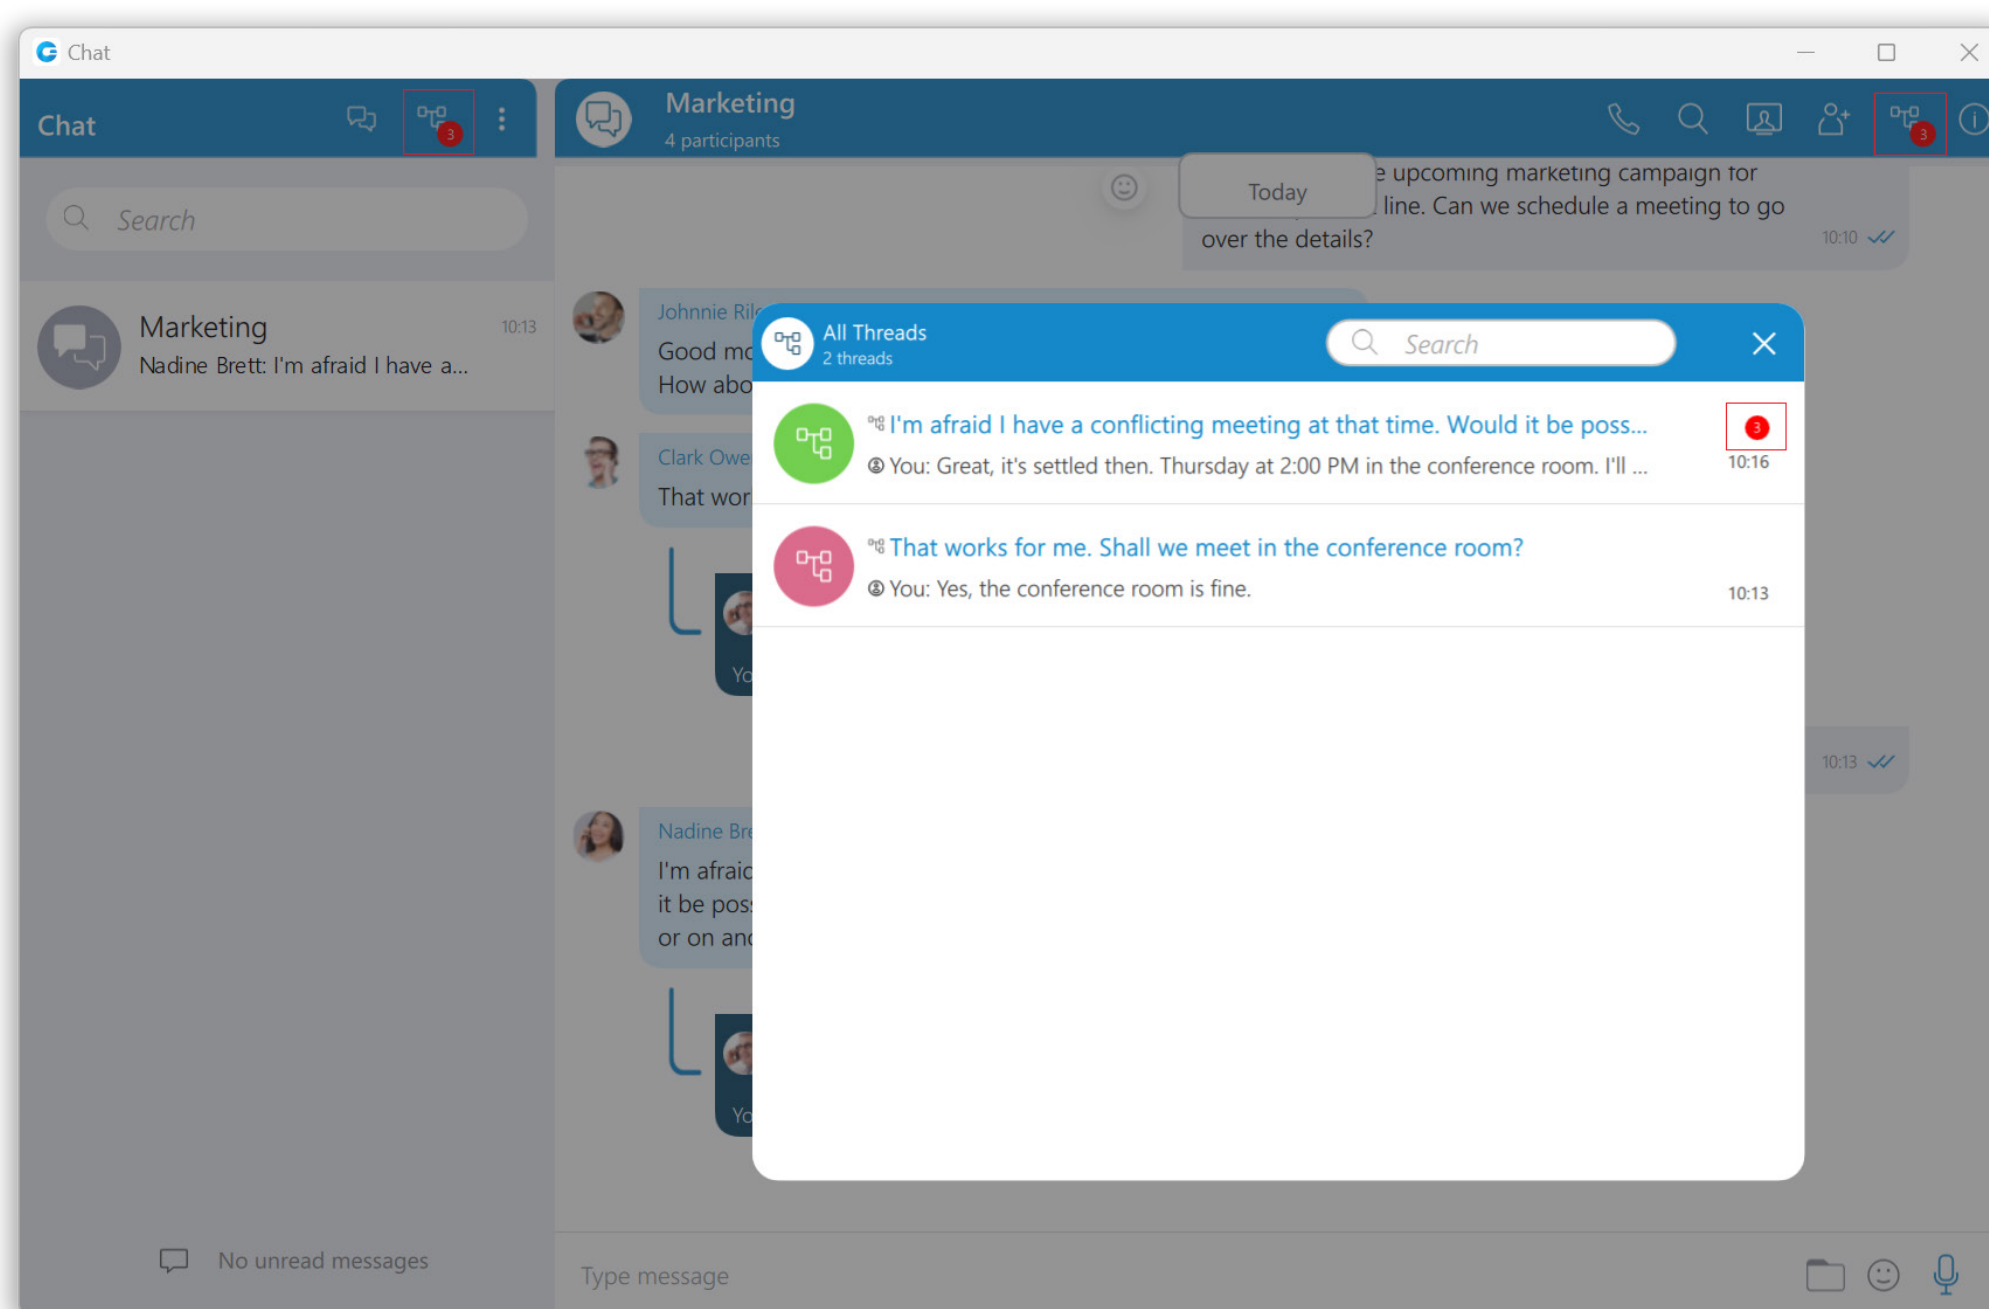 Chat
Chat
3
Marketing
4 participants
3
Search
Today
e upcoming marketing campaign for
line. Can we schedule a meeting to go
over the details?
10:10
Marketing
10:13
Nadine Brett: I'm afraid I have a...
Johnnie Ril
Good mo
How abo
Clark Owe
That wor
Yo
10:13
Nadine Bre
I'm afraid
it be poss
or on ano
Yo
All Threads
2 threads
Search
I'm afraid I have a conflicting meeting at that time. Would it be poss...
3
You: Great, it's settled then. Thursday at 2:00 PM in the conference room. I'll ...
10:16
That works for me. Shall we meet in the conference room?
You: Yes, the conference room is fine.
10:13
No unread messages
Type message